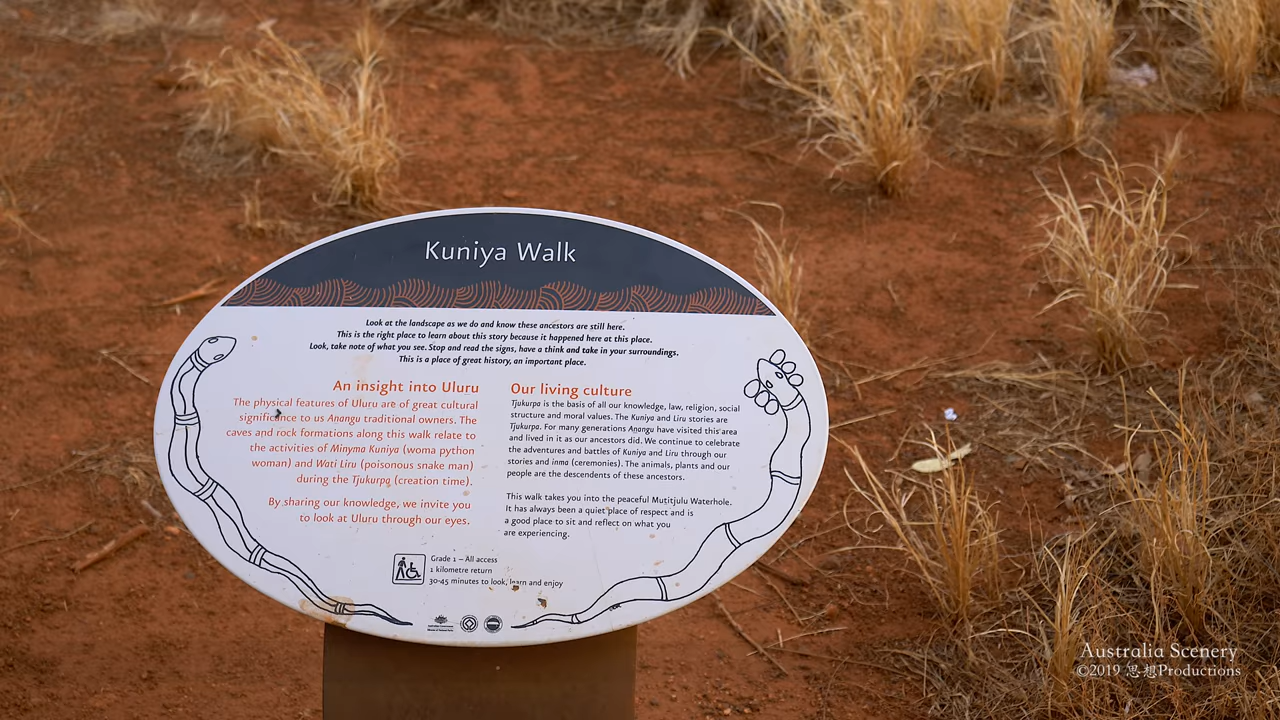 Kuniya Walk
Look at the landscape as we do and know these ancestors are still here.
This is the right place to learn about this story because it happened here at this place.
Look, take note of what you see. Stop and read the signs, have a think and take in your surroundings.
This is a place of great history, an important place.
An insight into Uluru
The physical features of Uluru are of great cultural
significance to us Anangu traditional owners. The
caves and rock formations along this walk relate to
the activities of Minyma Kuniya (woma python
woman) and Wati Liru (poisonous snake man)
during the Tjukurpa (creation time).
By sharing our knowledge, we invite you
to look at Uluru through our eyes.
Our living culture
Tjukurpa is the basis of all our knowledge, law, religion, social
structure and moral values. The Kuniya and Liru stories are
Tjukurpa. For many generations Anangu have visited this area
and lived in it as our ancestors did. We continue to celebrate
the adventures and battles of Kuniya and Liru through our
stories and inma (ceremonies). The animals, plants and our
people are the descendents of these ancestors.
This walk takes you into the peaceful Mutitjulu Waterhole.
It has always been a quiet place of respect and is
a good place to sit and reflect on what you
are experiencing.
Grade 1 – All access
1 kilometre return
30-45 minutes to look, learn and enjoy
Australia Scenery
©2019 思想Productions